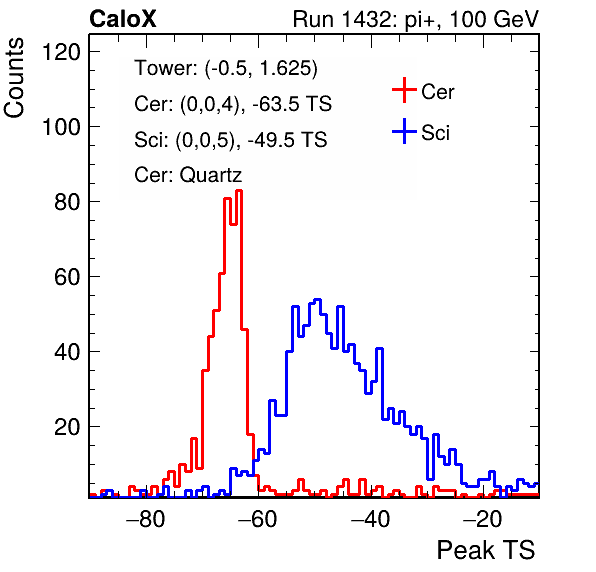 CaloX Run 1432: pi+, 100 GeV
Counts
Tower: (-0.5, 1.625)
Cer: (0,0,4), -63.5 TS
Sci: (0,0,5), -49.5 TS
Cer: Quartz
Cer
Sci
120
100
80
60
40
20
−80 −60 −40 −20
Peak TS